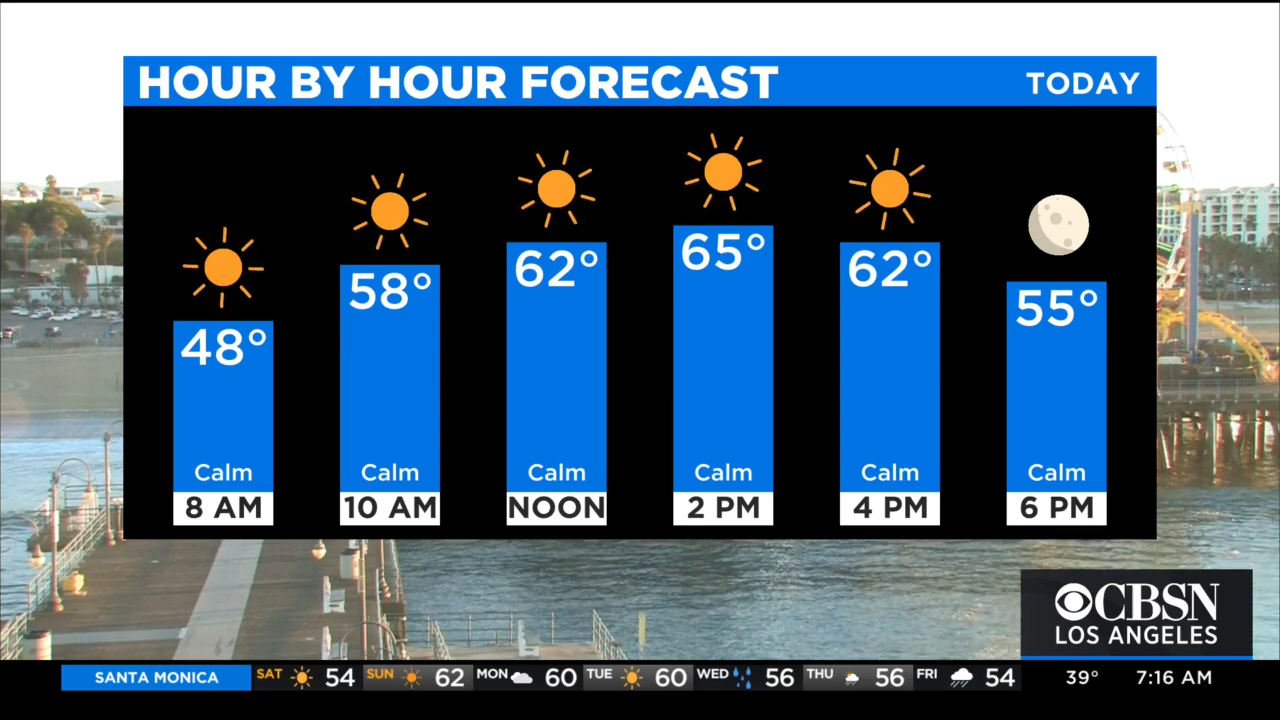 HOUR BY HOUR FORECAST TODAY
48° 58° 62° 65° 62° 55°
Calm Calm Calm Calm Calm Calm
8 AM 10 AM NOON 2 PM 4 PM 6 PM
CBSN
LOS ANGELES
SANTA MONICA SAT 54 SUN 62 MON 60 TUE 60 WED 56 THU 56 FRI 54 39° 7:16 AM